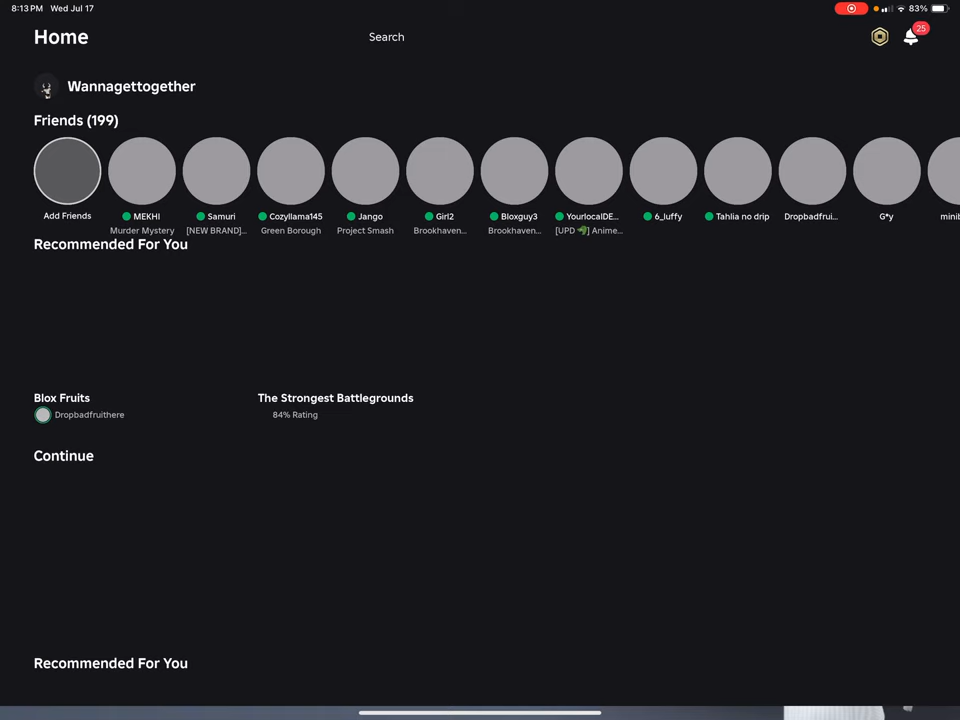 8:13 PM Wed Jul 17 83%
Home Search 25
Wannagettogether
Friends (199)
Add Friends MEKHI Samuri Cozyllama145 Jango Girl2 Bloxguy3 YourlocalDE... 6_luffy Tahlia no drip Dropbadfrui... G*y minib
Murder Mystery [NEW BRAND]... Green Borough Project Smash Brookhaven... Brookhaven... [UPD 🌶️] Anime...
Recommended For You
Blox Fruits The Strongest Battlegrounds
Dropbadfruithere 84% Rating
Continue
Recommended For You